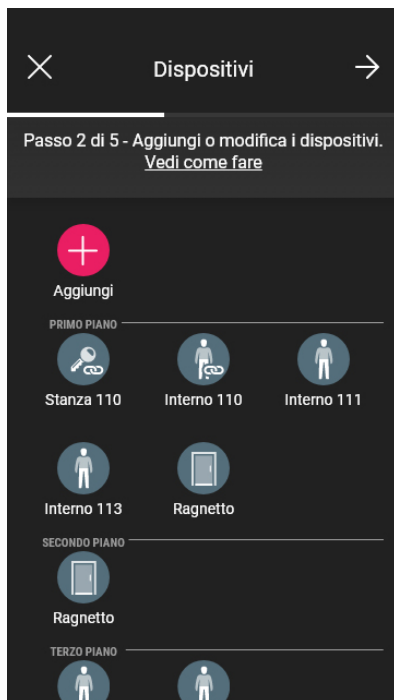 Dispositivi
Passo 2 di 5 - Aggiungi o modifica i dispositivi.
Vedi come fare
Aggiungi
PRIMO PIANO
Stanza 110 Interno 110 Interno 111
Interno 113 Ragnetto
SECONDO PIANO
Ragnetto
TERZO PIANO